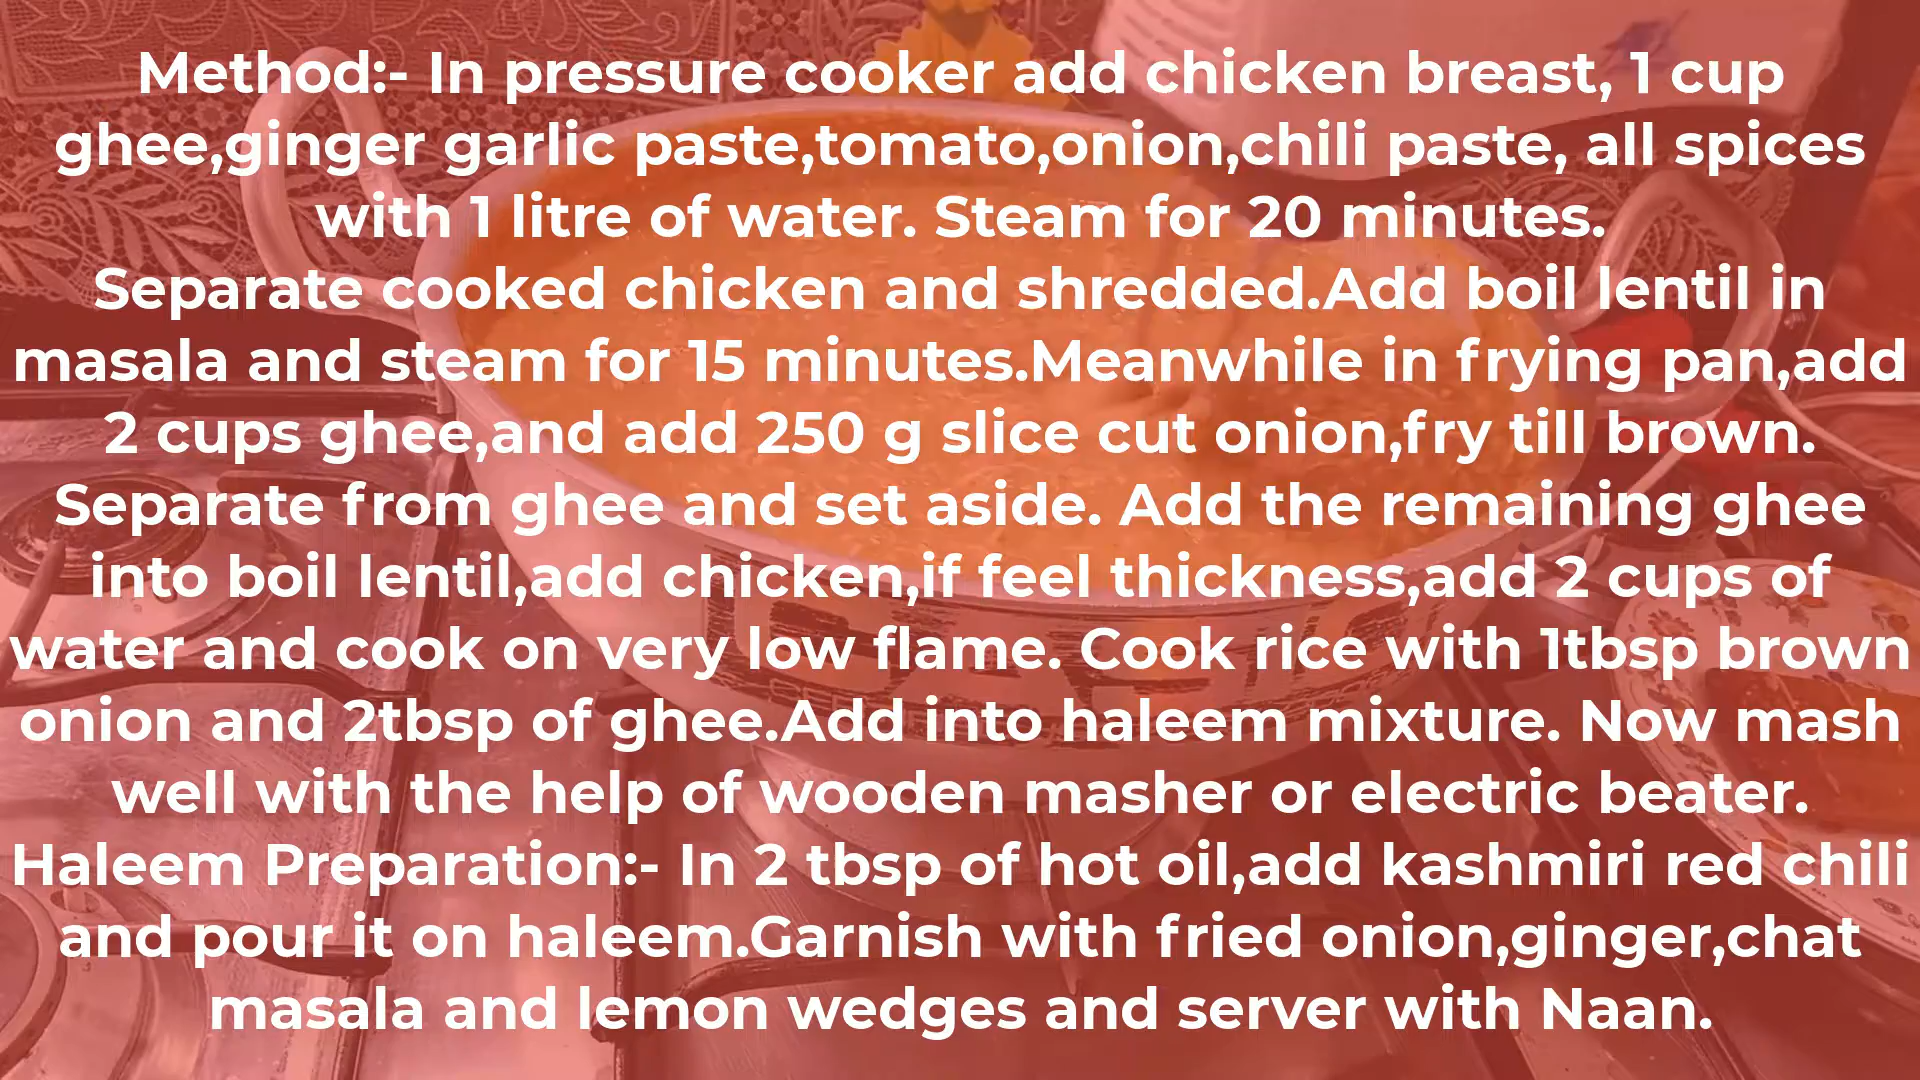 Method:- In pressure cooker add chicken breast, 1 cup
ghee,ginger garlic paste,tomato,onion,chili paste, all spices
with 1 litre of water. Steam for 20 minutes.
Separate cooked chicken and shredded.Add boil lentil in
masala and steam for 15 minutes.Meanwhile in frying pan,add
2 cups ghee,and add 250 g slice cut onion,fry till brown.
Separate from ghee and set aside. Add the remaining ghee
into boil lentil,add chicken,if feel thickness,add 2 cups of
water and cook on very low flame. Cook rice with 1tbsp brown
onion and 2tbsp of ghee.Add into haleem mixture. Now mash
well with the help of wooden masher or electric beater.
Haleem Preparation:- In 2 tbsp of hot oil,add kashmiri red chili
and pour it on haleem.Garnish with fried onion,ginger,chat
masala and lemon wedges and server with Naan.